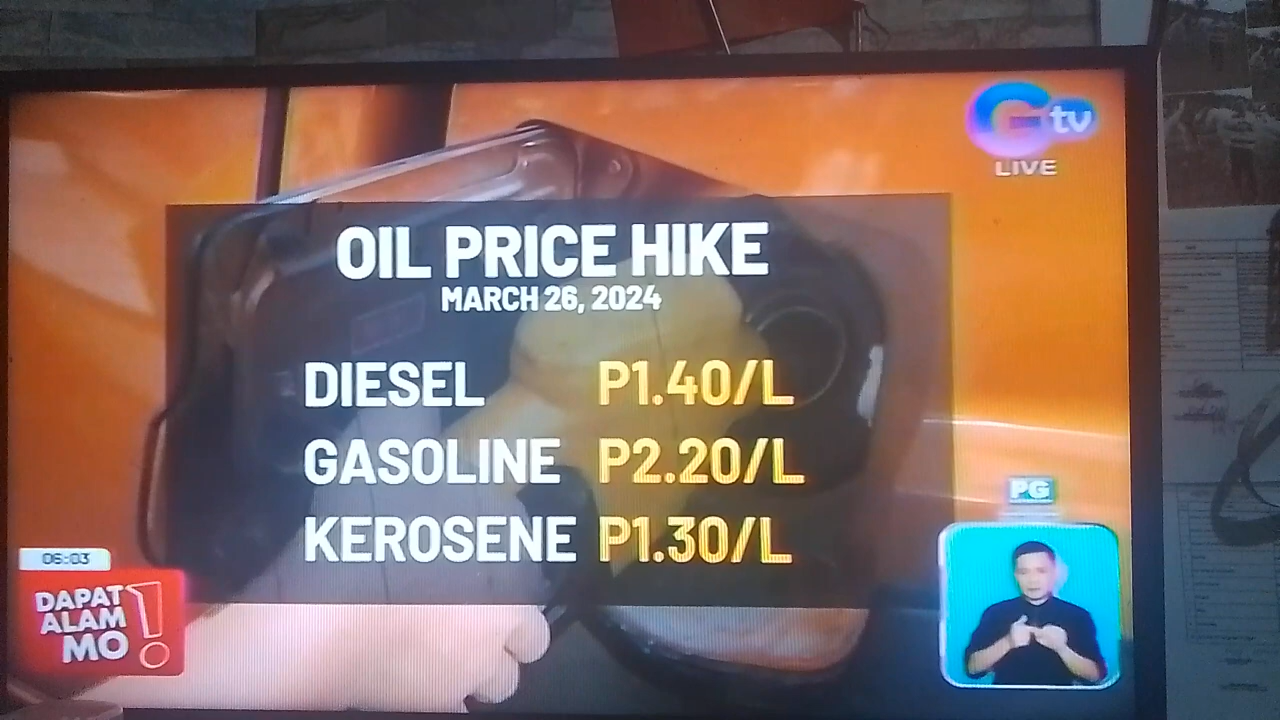 Gtv
LIVE
OIL PRICE HIKE
MARCH 26, 2024
DIESEL P1.40/L
GASOLINE P2.20/L
KEROSENE P1.30/L
PG
06:03
DAPAT
ALAM
MO!